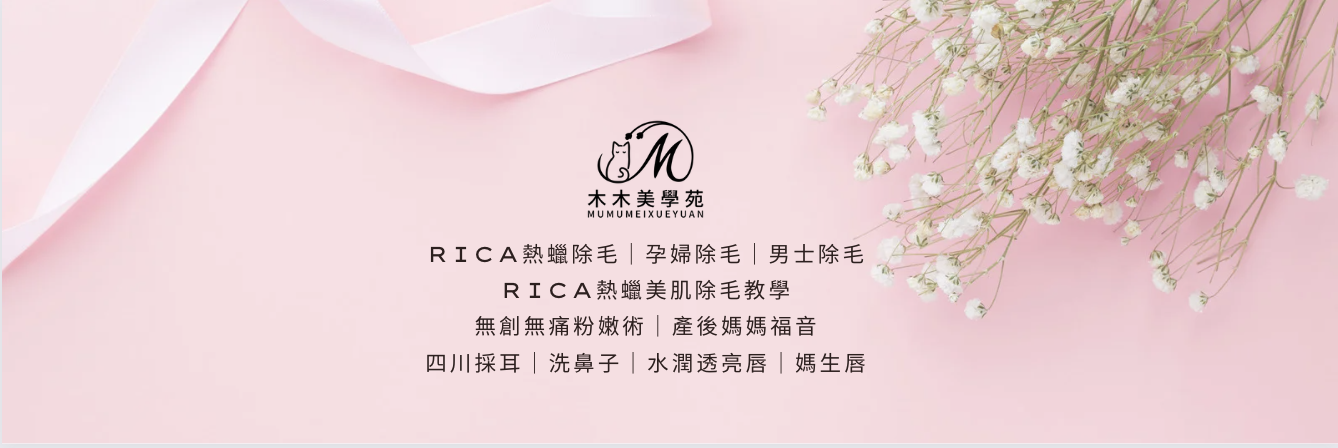 M
木木美學苑
MUMUMEIXUEYUAN
RICA熱蠟除毛｜孕婦除毛｜男士除毛
RICA熱蠟美肌除毛教學
無創無痛粉嫩術｜產後媽媽福音
四川採耳｜洗鼻子｜水潤透亮唇｜媽生唇